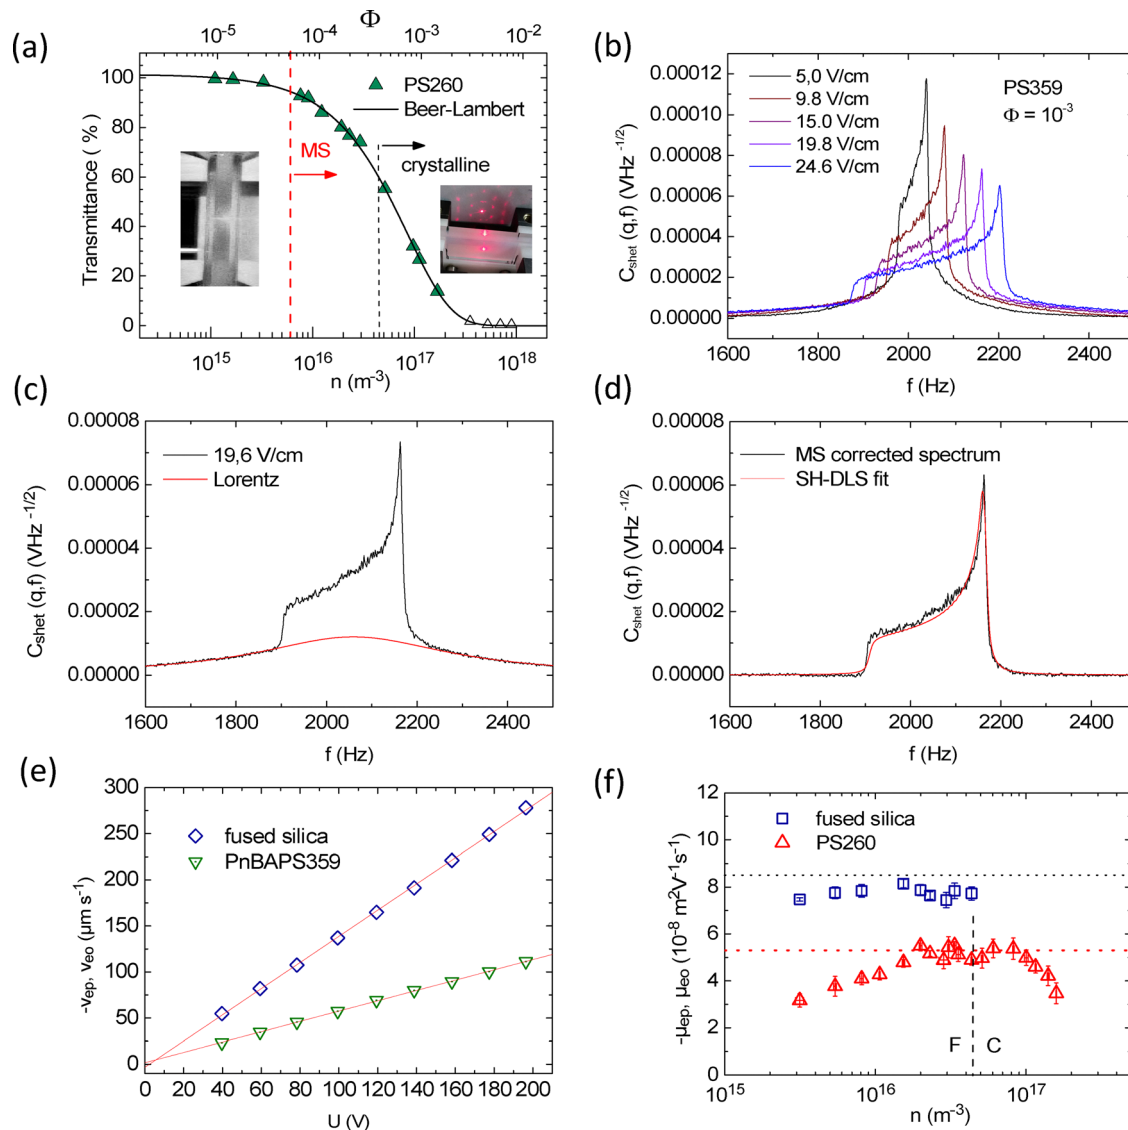 (a)
Φ
10⁻⁵ 10⁻⁴ 10⁻³ 10⁻²
Transmittance ( % )
100
80
60
40
20
0
PS260
Beer-Lambert
MS
crystalline
10¹⁵ 10¹⁶ 10¹⁷ 10¹⁸
n (m⁻³)
(b)
C_shet (q,f) (VHz ⁻¹/²)
0.00012
0.00010
0.00008
0.00006
0.00004
0.00002
0.00000
5,0 V/cm
9.8 V/cm
15.0 V/cm
19.8 V/cm
24.6 V/cm
PS359
Φ = 10⁻³
1600 1800 2000 2200 2400
f (Hz)
(c)
C_shet (q,f) (VHz ⁻¹/²)
0.00008
0.00006
0.00004
0.00002
0.00000
19,6 V/cm
Lorentz
1600 1800 2000 2200 2400
f (Hz)
(d)
C_shet (q,f) (VHz ⁻¹/²)
0.00008
0.00006
0.00004
0.00002
0.00000
MS corrected spectrum
SH-DLS fit
1600 1800 2000 2200 2400
f (Hz)
(e)
-v_ep, v_eo (µm s⁻¹)
300
250
200
150
100
50
0
fused silica
PnBAPS359
0 20 40 60 80 100 120 140 160 180 200
U (V)
(f)
-µ_ep, µ_eo (10⁻⁸ m²V⁻¹s⁻¹)
12
10
8
6
4
2
0
fused silica
PS260
F C
10¹⁵ 10¹⁶ 10¹⁷
n (m⁻³)